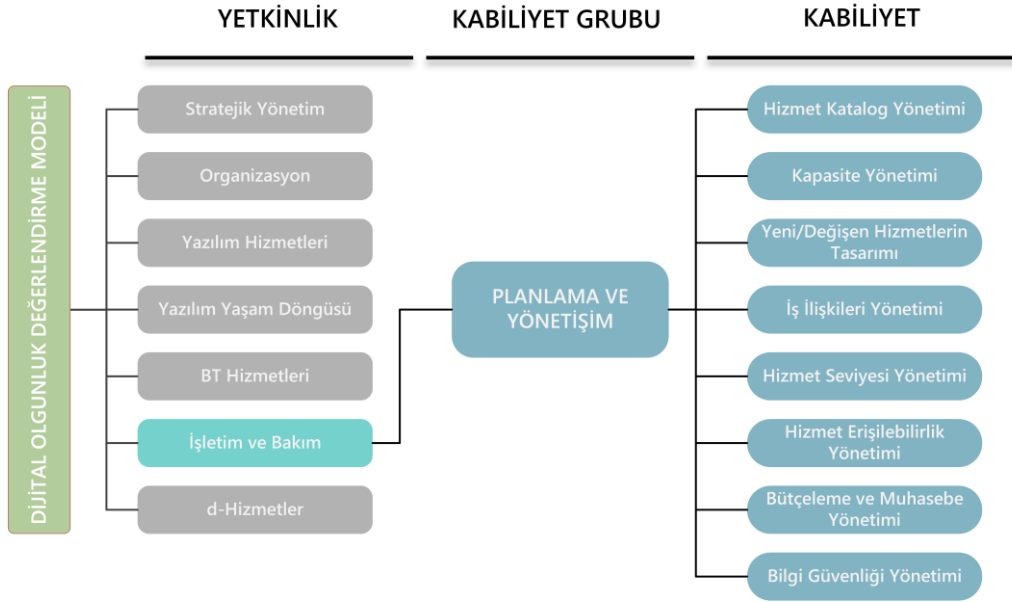 YETKİNLİK
KABİLİYET GRUBU
KABİLİYET
DİJİTAL OLGUNLUK DEĞERLENDİRME MODELİ
Stratejik Yönetim
Organizasyon
Yazılım Hizmetleri
Yazılım Yaşam Döngüsü
BT Hizmetleri
İşletim ve Bakım
d-Hizmetler
PLANLAMA VE
YÖNETİŞİM
Hizmet Katalog Yönetimi
Kapasite Yönetimi
Yeni/Değişen Hizmetlerin
Tasarımı
İş İlişkileri Yönetimi
Hizmet Seviyesi Yönetimi
Hizmet Erişilebilirlik
Yönetimi
Bütçeleme ve Muhasebe
Yönetimi
Bilgi Güvenliği Yönetimi